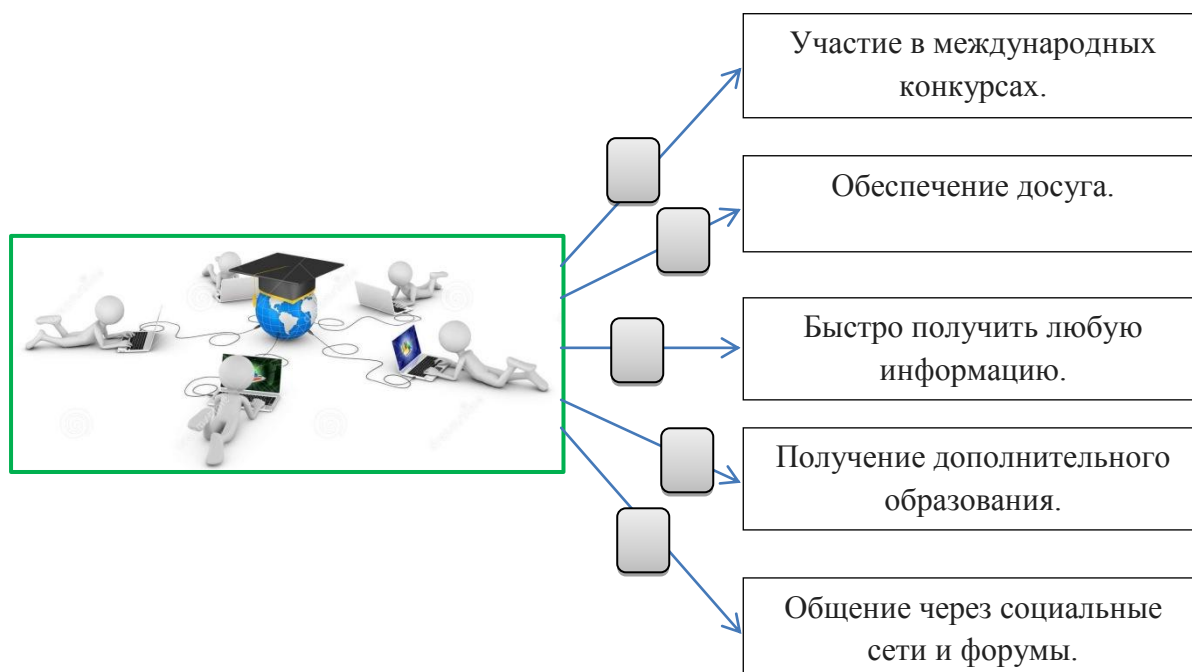 Участие в международных
конкурсах.
Обеспечение досуга.
Быстро получить любую
информацию.
Получение дополнительного
образования.
Общение через социальные
сети и форумы.